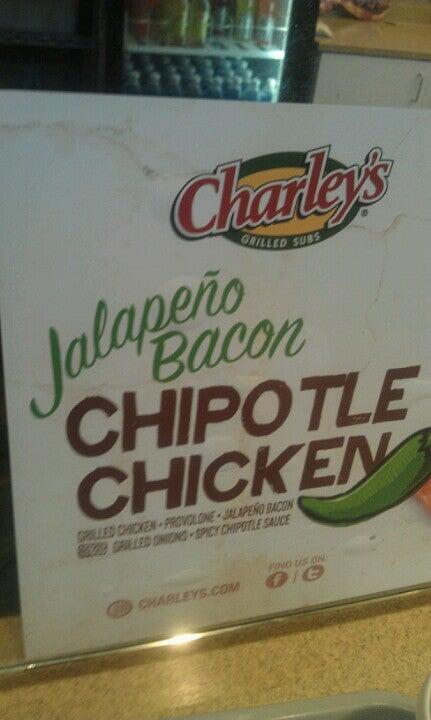 Charley's
GRILLED SUBS
Jalapeño
Bacon
CHIPOTLE
CHICKEN
GRILLED CHICKEN • PROVOLONE • JALAPEÑO BACON
GRILLED ONIONS • SPICY CHIPOTLE SAUCE
FIND US ON:
f / t
CHARLEYS.COM